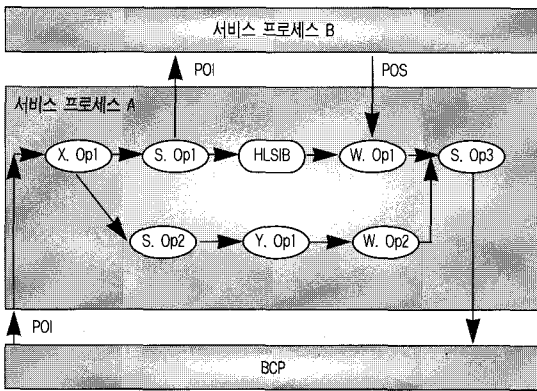 서비스 프로세스 B
POI
POS
서비스 프로세스 A
X. Op1
S. Op1
HLSIB
W. Op1
S. Op3
S. Op2
Y. Op1
W. Op2
POI
BCP